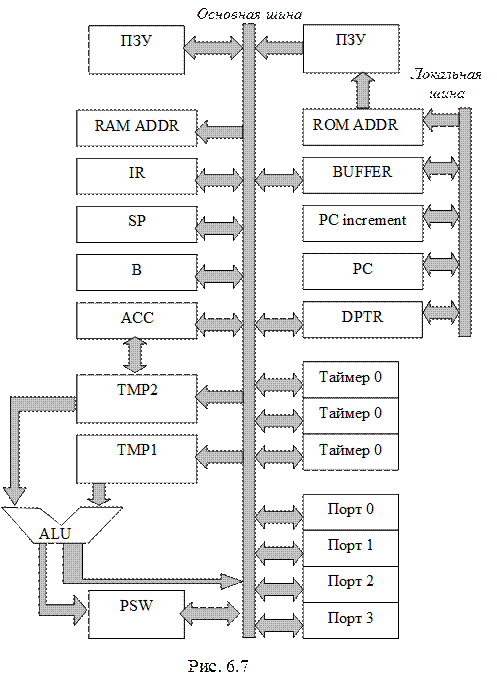 Основная шина
ПЗУ
ПЗУ
Локальная
шина
RAM ADDR
ROM ADDR
IR
BUFFER
SP
PC increment
B
PC
ACC
DPTR
TMP2
Таймер 0
Таймер 0
TMP1
Таймер 0
Порт 0
ALU
Порт 1
Порт 2
PSW
Порт 3
Рис. 6.7